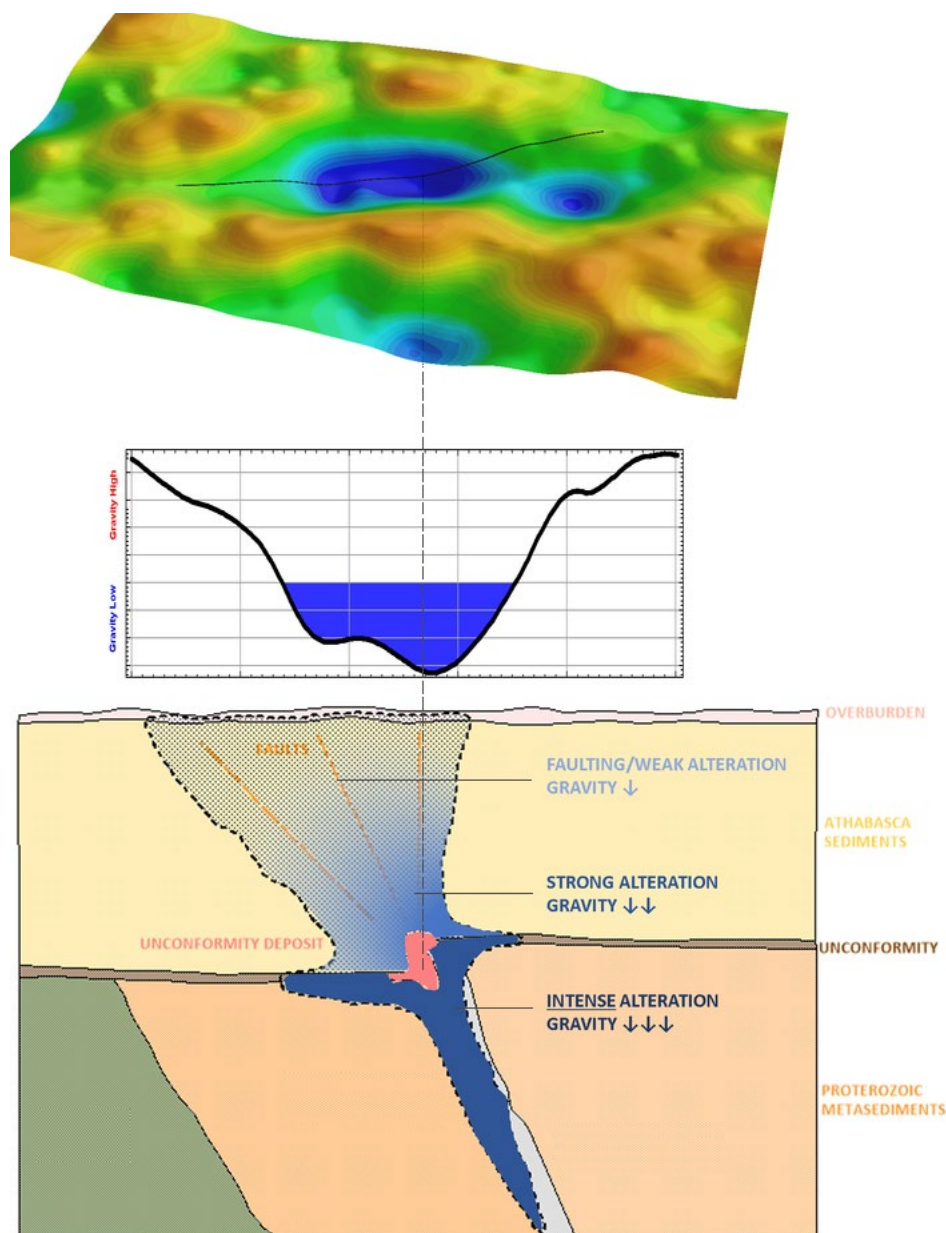 Gravity High
Gravity Low
OVERBURDEN
FAULTS
FAULTING/WEAK ALTERATION
GRAVITY ↓
ATHABASCA
SEDIMENTS
STRONG ALTERATION
GRAVITY ↓↓
UNCONFORMITY DEPOSIT
UNCONFORMITY
INTENSE ALTERATION
GRAVITY ↓↓↓
PROTEROZOIC
METASEDIMENTS